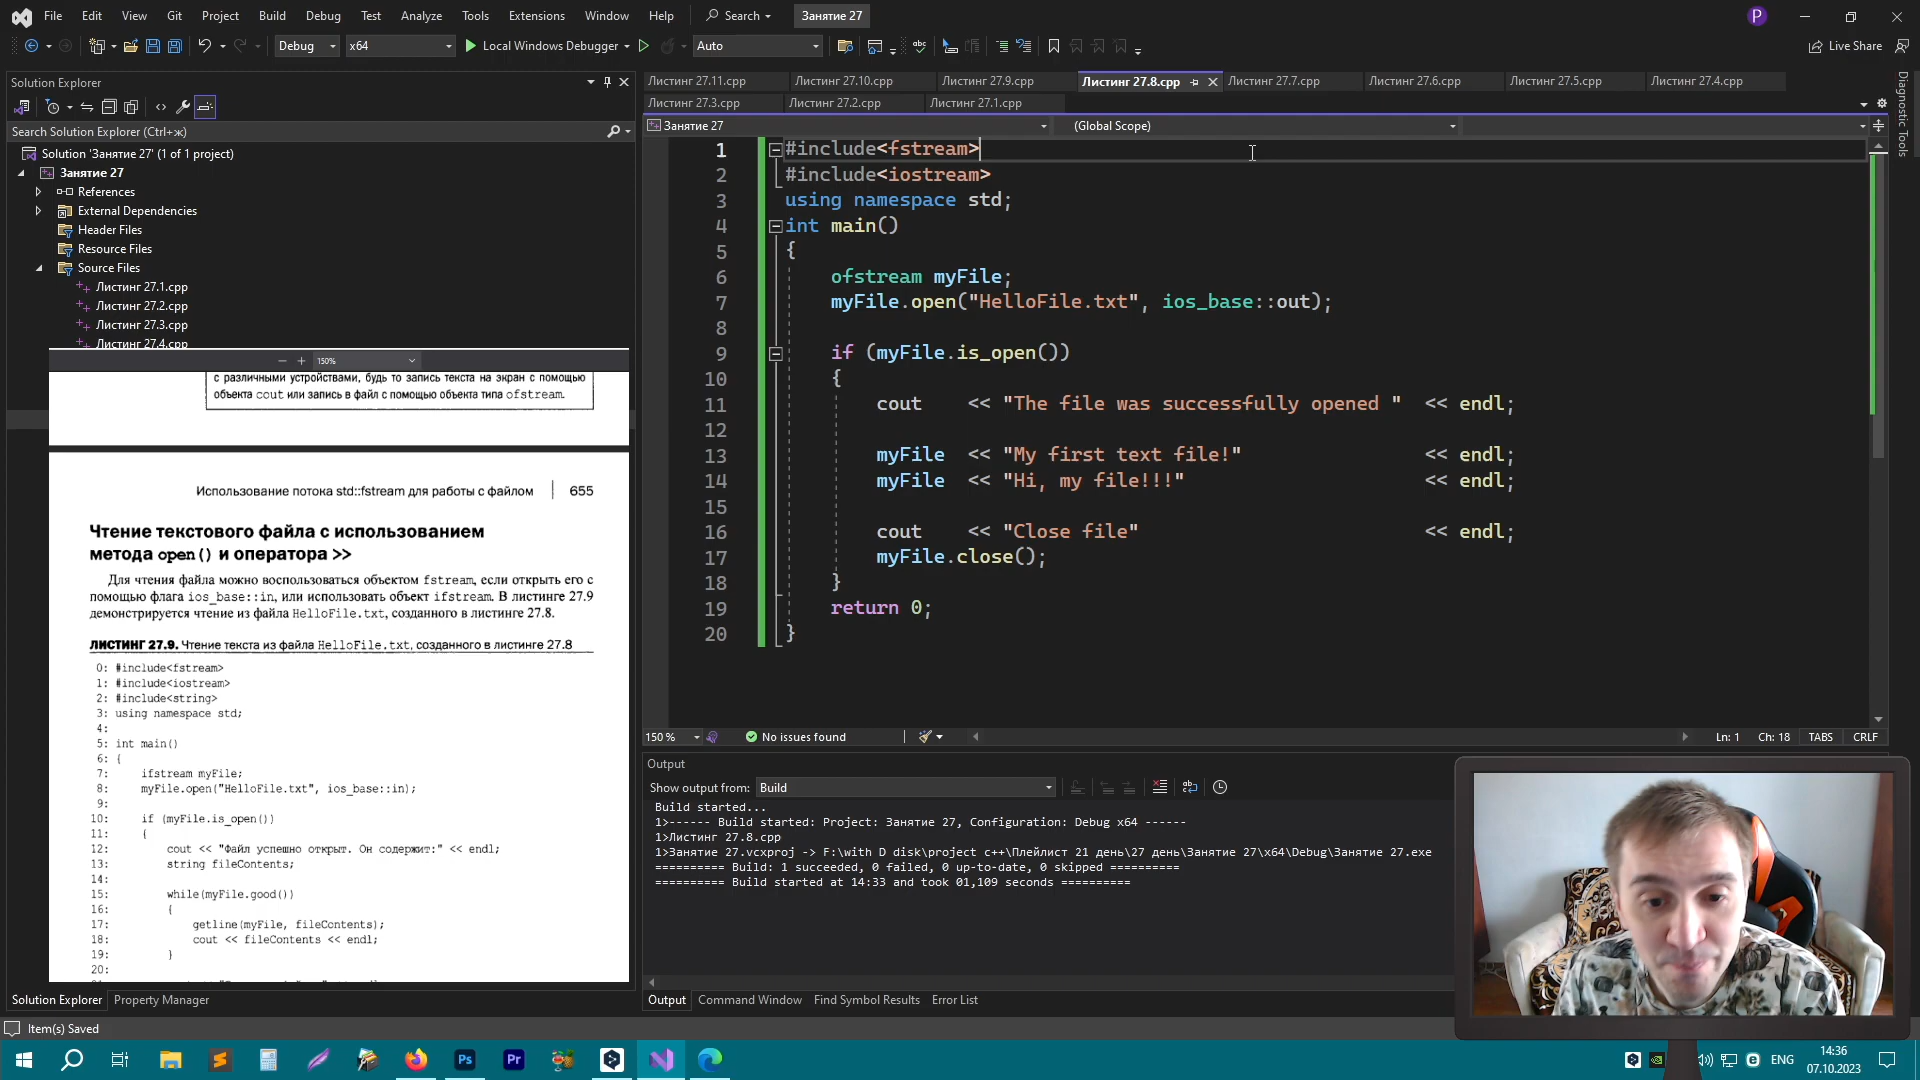 File Edit View Git Project Build Debug Test Analyze Tools Extensions Window Help Search Занятие 27 P
Debug x64 Local Windows Debugger Auto Live Share
Solution Explorer
Search Solution Explorer (Ctrl+ж)
Solution 'Занятие 27' (1 of 1 project)
Занятие 27
References
External Dependencies
Header Files
Resource Files
Source Files
Листинг 27.1.cpp
Листинг 27.2.cpp
Листинг 27.3.cpp
Листинг 27.4.cpp
150%
с различными устройствами, будь то запись текста на экран с помощью
объекта cout или запись в файл с помощью объекта типа ofstream.
Использование потока std::fstream для работы с файлом 655
Чтение текстового файла с использованием
метода open() и оператора >>
Для чтения файла можно воспользоваться объектом fstream, если открыть его с
помощью флага ios_base::in, или использовать объект ifstream. В листинге 27.9
демонстрируется чтение из файла HelloFile.txt, созданного в листинге 27.8.
ЛИСТИНГ 27.9. Чтение текста из файла HelloFile.txt, созданного в листинге 27.8
0: #include<fstream>
1: #include<iostream>
2: #include<string>
3: using namespace std;
4:
5: int main()
6: {
7: ifstream myFile;
8: myFile.open("HelloFile.txt", ios_base::in);
9:
10: if (myFile.is_open())
11: {
12: cout << "Файл успешно открыт. Он содержит:" << endl;
13: string fileContents;
14:
15: while(myFile.good())
16: {
17: getline(myFile, fileContents);
18: cout << fileContents << endl;
19: }
20:
Solution Explorer Property Manager
Листинг 27.11.cpp Листинг 27.10.cpp Листинг 27.9.cpp Листинг 27.8.cpp Листинг 27.7.cpp Листинг 27.6.cpp Листинг 27.5.cpp Листинг 27.4.cpp
Листинг 27.3.cpp Листинг 27.2.cpp Листинг 27.1.cpp
Занятие 27 (Global Scope)
Diagnostic Tools
1 #include<fstream>
2 #include<iostream>
3 using namespace std;
4 int main()
5 {
6 ofstream myFile;
7 myFile.open("HelloFile.txt", ios_base::out);
8
9 if (myFile.is_open())
10 {
11 cout << "The file was successfully opened " << endl;
12
13 myFile << "My first text file!" << endl;
14 myFile << "Hi, my file!!!" << endl;
15
16 cout << "Close file" << endl;
17 myFile.close();
18 }
19 return 0;
20 }
150 % No issues found Ln: 1 Ch: 18 TABS CRLF
Output
Show output from: Build
Build started...
1>------ Build started: Project: Занятие 27, Configuration: Debug x64 ------
1>Листинг 27.8.cpp
1>Занятие 27.vcxproj -> F:\with D disk\project c++\Плейлист 21 день\27 день\Занятие 27\x64\Debug\Занятие 27.exe
========== Build: 1 succeeded, 0 failed, 0 up-to-date, 0 skipped ==========
========== Build started at 14:33 and took 01,109 seconds ==========
Output Command Window Find Symbol Results Error List
Item(s) Saved
Ps Pr ENG 14:36
07.10.2023